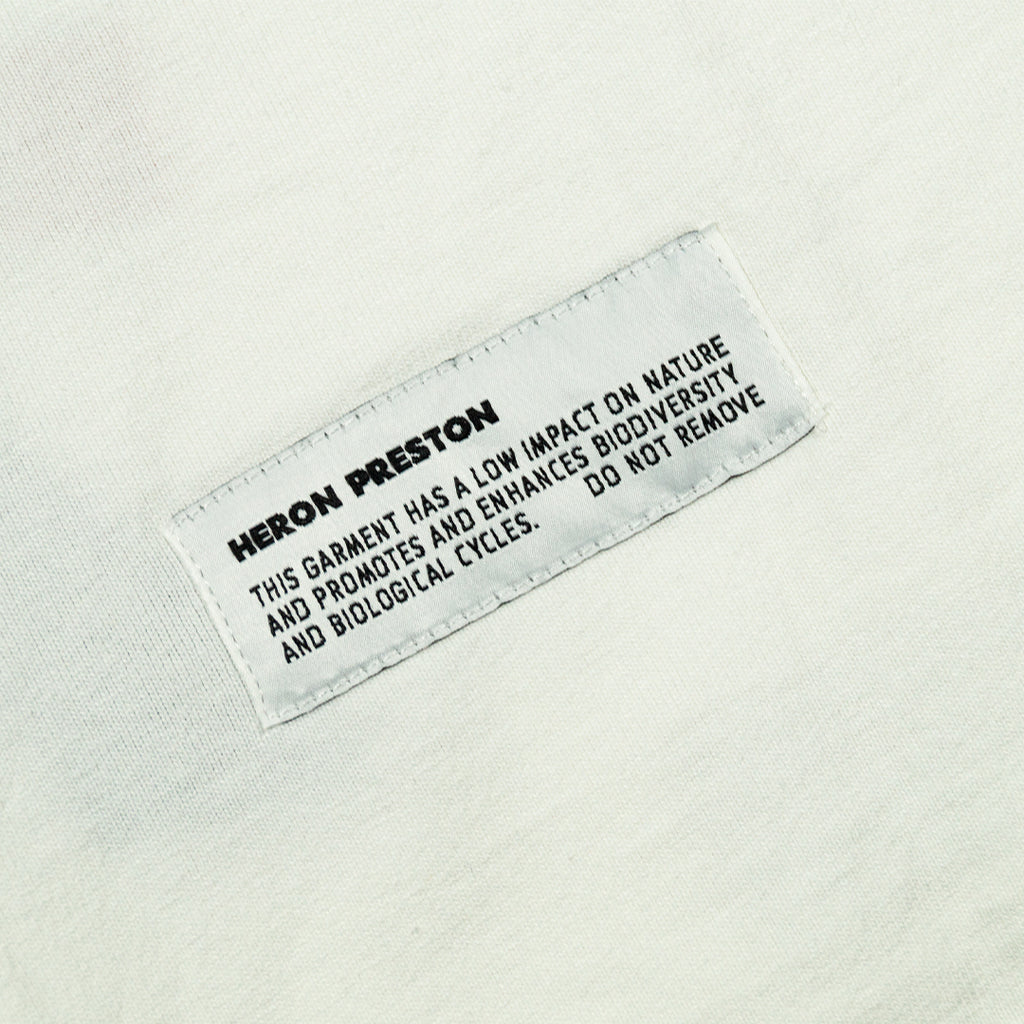 HERON PRESTON
THIS GARMENT HAS A LOW IMPACT ON NATURE
AND PROMOTES AND ENHANCES BIODIVERSITY
AND BIOLOGICAL CYCLES. DO NOT REMOVE